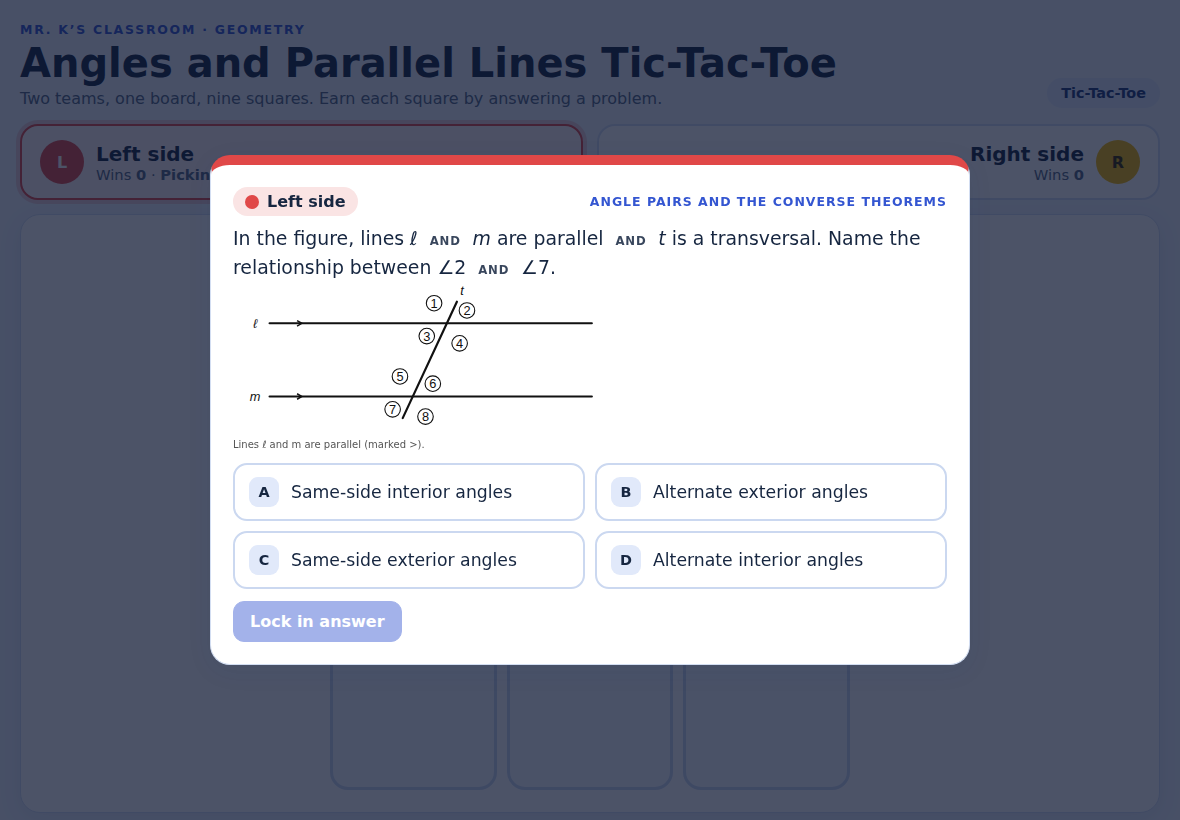 MR. K'S CLASSROOM · GEOMETRY
Angles and Parallel Lines Tic-Tac-Toe
Two teams, one board, nine squares. Earn each square by answering a problem.
Tic-Tac-Toe
L
Left side
Wins 0 · Pickin
Right side
Wins 0
R
Left side
ANGLE PAIRS AND THE CONVERSE THEOREMS
In the figure, lines ℓ AND m are parallel AND t is a transversal. Name the
relationship between ∠2 AND ∠7.
t
1
2
ℓ
3
4
5
6
m
7
8
Lines ℓ and m are parallel (marked >).
A Same-side interior angles
B Alternate exterior angles
C Same-side exterior angles
D Alternate interior angles
Lock in answer